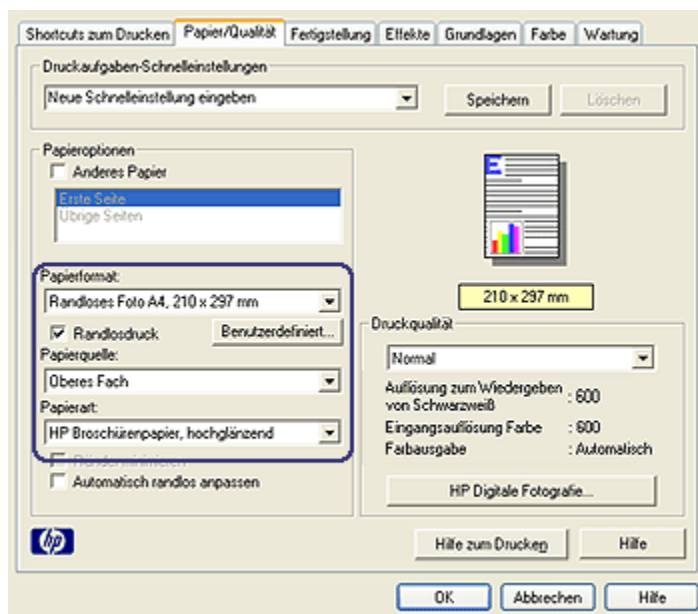 Shortcuts zum Drucken Papier/Qualität Fertigstellung Effekte Grundlagen Farbe Wartung
Druckaufgaben-Schnelleinstellungen
Neue Schnelleinstellung eingeben
Speichern
Löschen
Papieroptionen
Anderes Papier
Erste Seite
Übrige Seiten
Papierformat:
Randloses Foto A4, 210 x 297 mm
Randlosdruck
Benutzerdefiniert...
Papierquelle:
Oberes Fach
Papierart:
HP Broschürenpapier, hochglänzend
Ränder minimieren
Automatisch randlos anpassen
E
210 x 297 mm
Druckqualität
Normal
Auflösung zum Wiedergeben
von Schwarzweiß : 600
Eingangsauflösung Farbe : 600
Farbausgabe : Automatisch
HP Digitale Fotografie...
hp
Hilfe zum Drucken
Hilfe
OK
Abbrechen
Hilfe